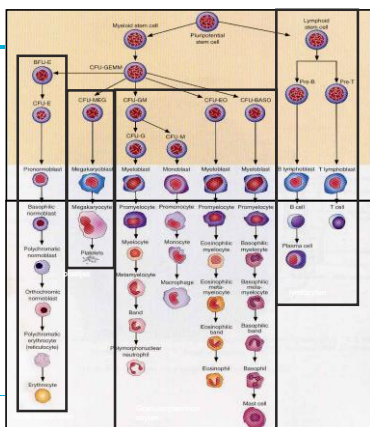 Pluripotential
stem cell
Myeloid stem cell
Lymphoid
stem cell
BFU-E
CFU-GEMM
Pre-B
Pre-T
CFU-E
CFU-MEG
CFU-GM
CFU-EO
CFU-BASO
CFU-G
CFU-M
Pronormoblast
Megakaryoblast
Myeloblast
Monoblast
Myeloblast
Myeloblast
B lymphoblast
T lymphoblast
Basophilic
normoblast
Megakaryocyte
Promyelocyte
Promonocyte
Promyelocyte
Promyelocyte
B cell
T cell
Polychromatic
normoblast
Platelets
Myelocyte
Monocyte
Eosinophilic
myelocyte
Basophilic
myelocyte
Plasma cell
Orthochromic
normoblast
Metamyelocyte
Macrophage
Eosinophilic
meta-
myelocyte
Basophilic
meta-
myelocyte
Polychromatic
erythrocyte
(reticulocyte)
Band
Eosinophilic
band
Basophilic
band
Polymorphonuclear
neutrophil
Erythrocyte
Eosinophil
Basophil
Mast cell